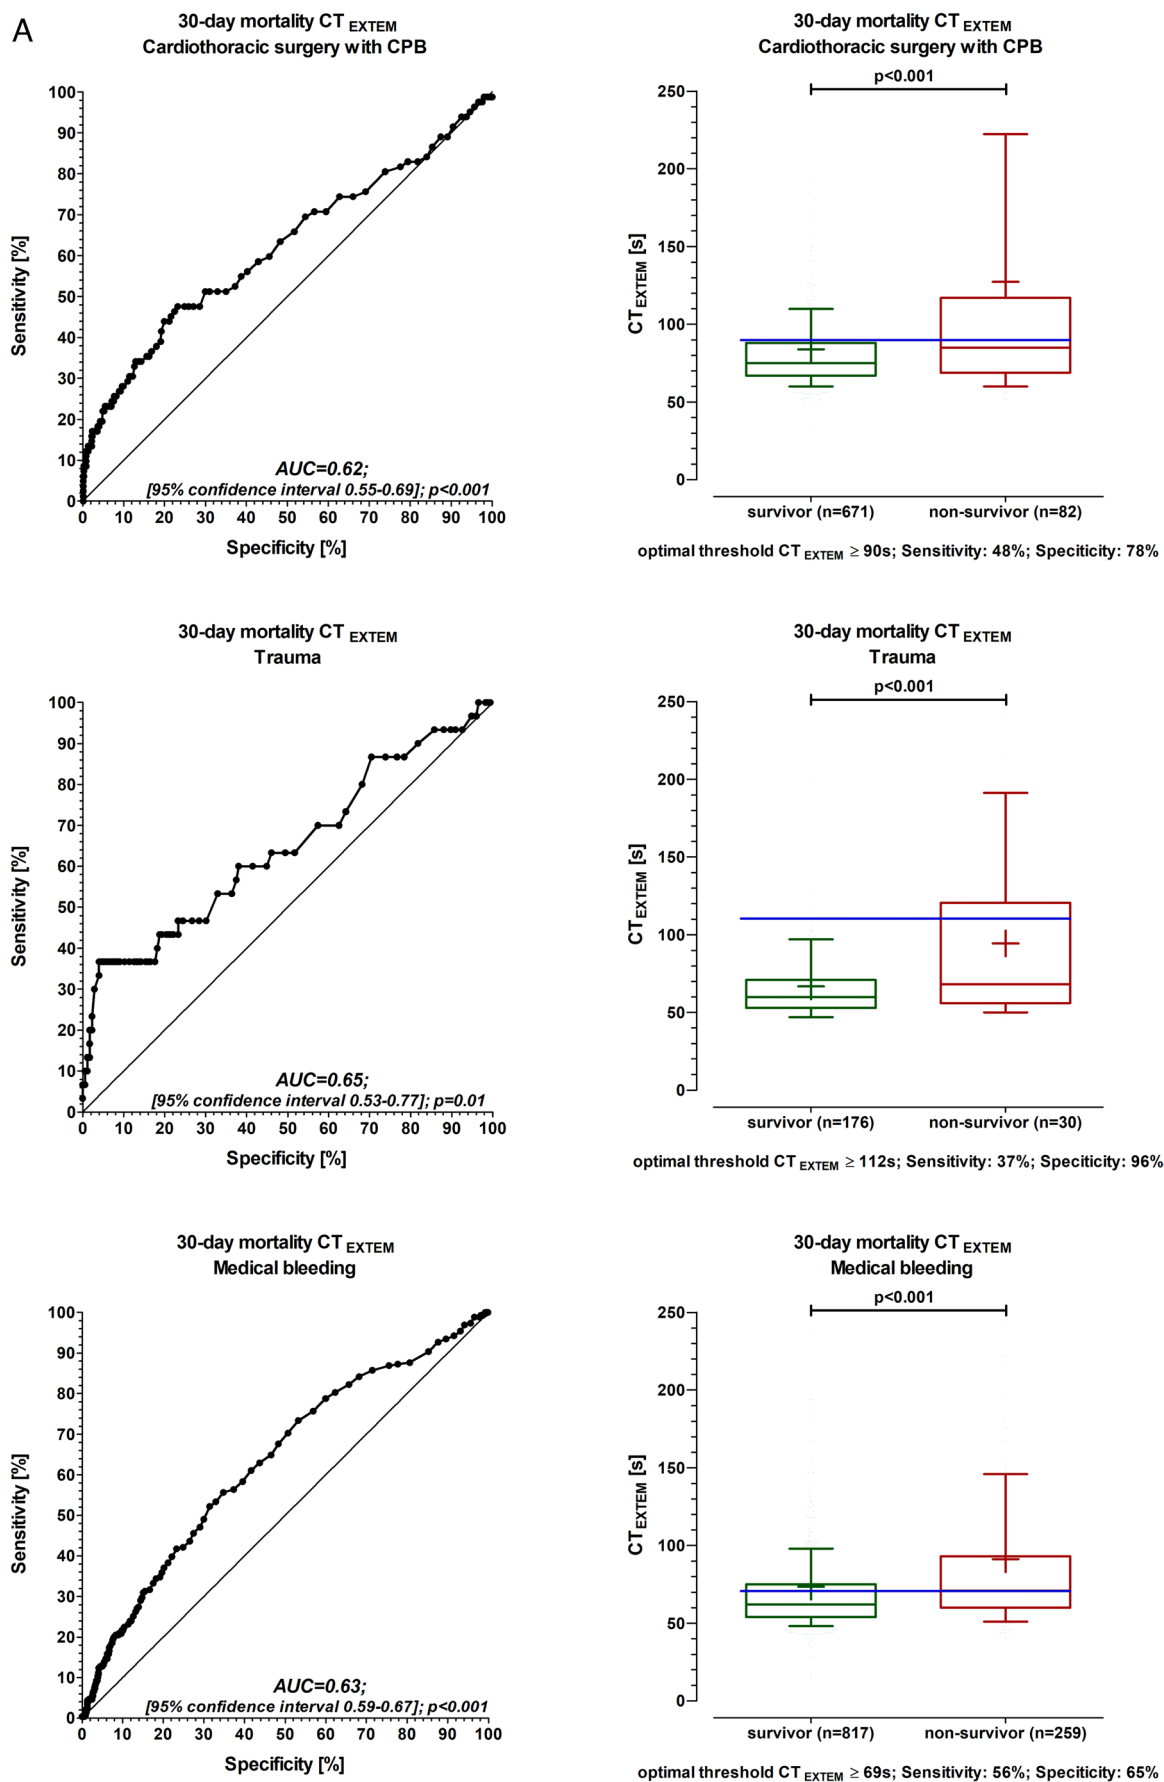 A
30-day mortality CT EXTEM
Cardiothoracic surgery with CPB
100
90
80
70
60
50
40
30
20
10
0
Sensitivity [%]
AUC=0.62;
[95% confidence interval 0.55-0.69]; p<0.001
0 10 20 30 40 50 60 70 80 90 100
Specificity [%]
30-day mortality CT EXTEM
Cardiothoracic surgery with CPB
p<0.001
250
200
150
100
50
0
CT EXTEM [s]
survivor (n=671) non-survivor (n=82)
optimal threshold CT EXTEM ≥ 90s; Sensitivity: 48%; Speciticity: 78%
30-day mortality CT EXTEM
Trauma
100
90
80
70
60
50
40
30
20
10
0
Sensitivity [%]
AUC=0.65;
[95% confidence interval 0.53-0.77]; p=0.01
0 10 20 30 40 50 60 70 80 90 100
Specificity [%]
30-day mortality CT EXTEM
Trauma
p<0.001
250
200
150
100
50
0
CT EXTEM [s]
survivor (n=176) non-survivor (n=30)
optimal threshold CT EXTEM ≥ 112s; Sensitivity: 37%; Speciticity: 96%
30-day mortality CT EXTEM
Medical bleeding
100
90
80
70
60
50
40
30
20
10
0
Sensitivity [%]
AUC=0.63;
[95% confidence interval 0.59-0.67]; p<0.001
0 10 20 30 40 50 60 70 80 90 100
Specificity [%]
30-day mortality CT EXTEM
Medical bleeding
p<0.001
250
200
150
100
50
0
CT EXTEM [s]
survivor (n=817) non-survivor (n=259)
optimal threshold CT EXTEM ≥ 69s; Sensitivity: 56%; Speciticity: 65%